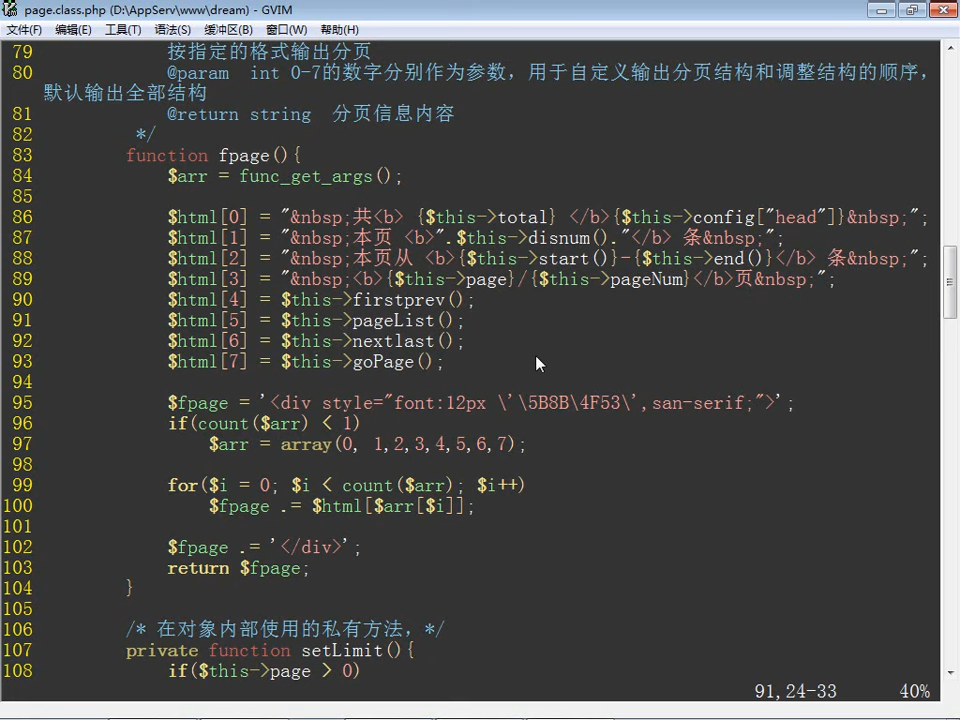 page.class.php (D:\AppServ\www\dream) - GVIM
文件(F) 编辑(E) 工具(T) 语法(S) 缓冲区(B) 窗口(W) 帮助(H)
79 按指定的格式输出分页
80 @param int 0-7的数字分别作为参数，用于自定义输出分页结构和调整结构的顺序，
默认输出全部结构
81 @return string 分页信息内容
82 */
83 function fpage(){
84 $arr = func_get_args();
85
86 $html[0] = "&nbsp;共<b> {$this->total} </b>{$this->config["head"]}&nbsp;";
87 $html[1] = "&nbsp;本页 <b>".$this->disnum()."</b> 条&nbsp;";
88 $html[2] = "&nbsp;本页从 <b>{$this->start()}-{$this->end()}</b> 条&nbsp;";
89 $html[3] = "&nbsp;<b>{$this->page}/{$this->pageNum}</b>页&nbsp;";
90 $html[4] = $this->firstprev();
91 $html[5] = $this->pageList();
92 $html[6] = $this->nextlast();
93 $html[7] = $this->goPage();
94
95 $fpage = '<div style="font:12px \'\5B8B\4F53\',san-serif;">';
96 if(count($arr) < 1)
97 $arr = array(0, 1,2,3,4,5,6,7);
98
99 for($i = 0; $i < count($arr); $i++)
100 $fpage .= $html[$arr[$i]];
101
102 $fpage .= '</div>';
103 return $fpage;
104 }
105
106 /* 在对象内部使用的私有方法，*/
107 private function setLimit(){
108 if($this->page > 0)
91,24-33 40%